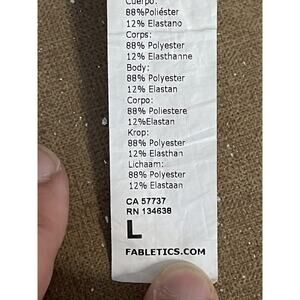 Cuerpo:
88%Poliéster
12% Elastano
Corps:
88% Polyester
12% Elasthanne
Body:
88% Polyester
12% Elastan
Corpo:
88% Poliestere
12%Elastan
Krop:
88% Polyester
12% Elasthan
Lichaam:
88% Polyester
12% Elastaan
CA 57737
RN 134638
L
FABLETICS.COM